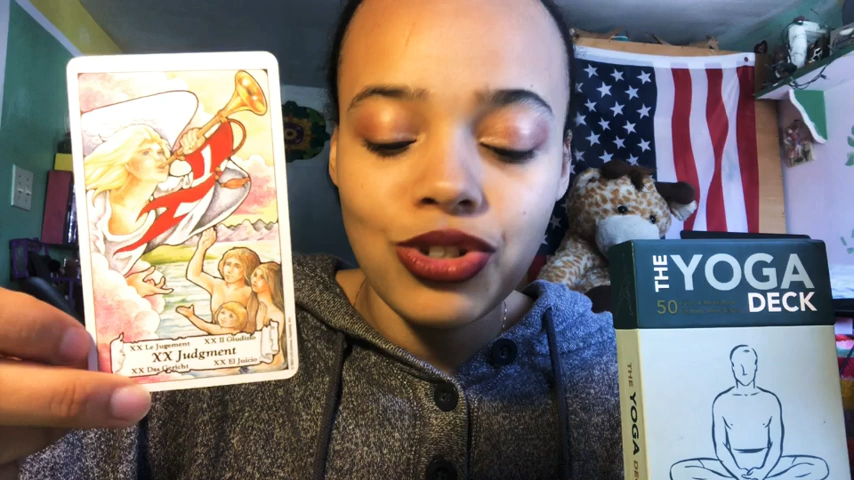 XX Le Jugement
XX Il Giudizio
XX Judgment
XX Das Gericht
XX El Juicio
THE YOGA DECK
50
THE YOGA